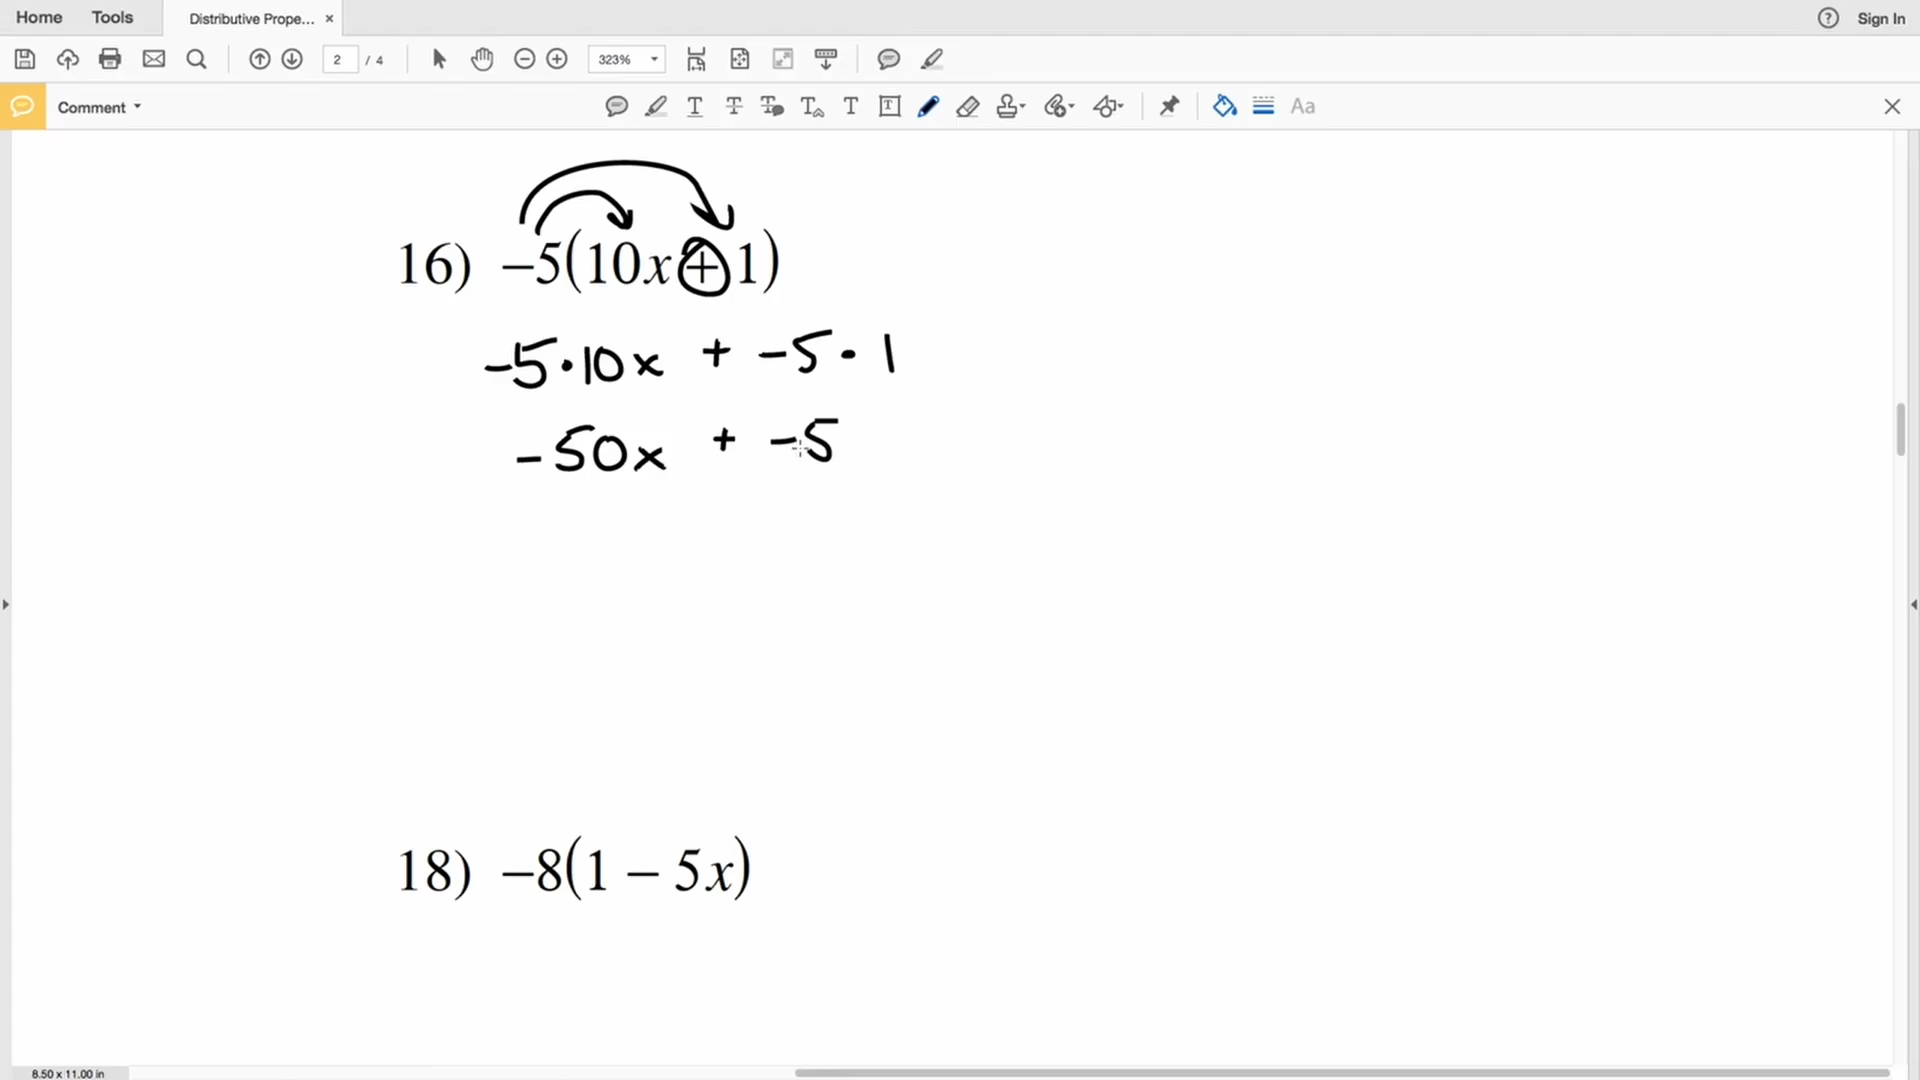 Home Tools Distributive Prope... × ? Sign In
2 / 4 323%
Comment T T T T T T Aa
16) −5(10x + 1)
-5·10x + -5·1
-50x + -5
18) −8(1 − 5x)
8.50 x 11.00 in